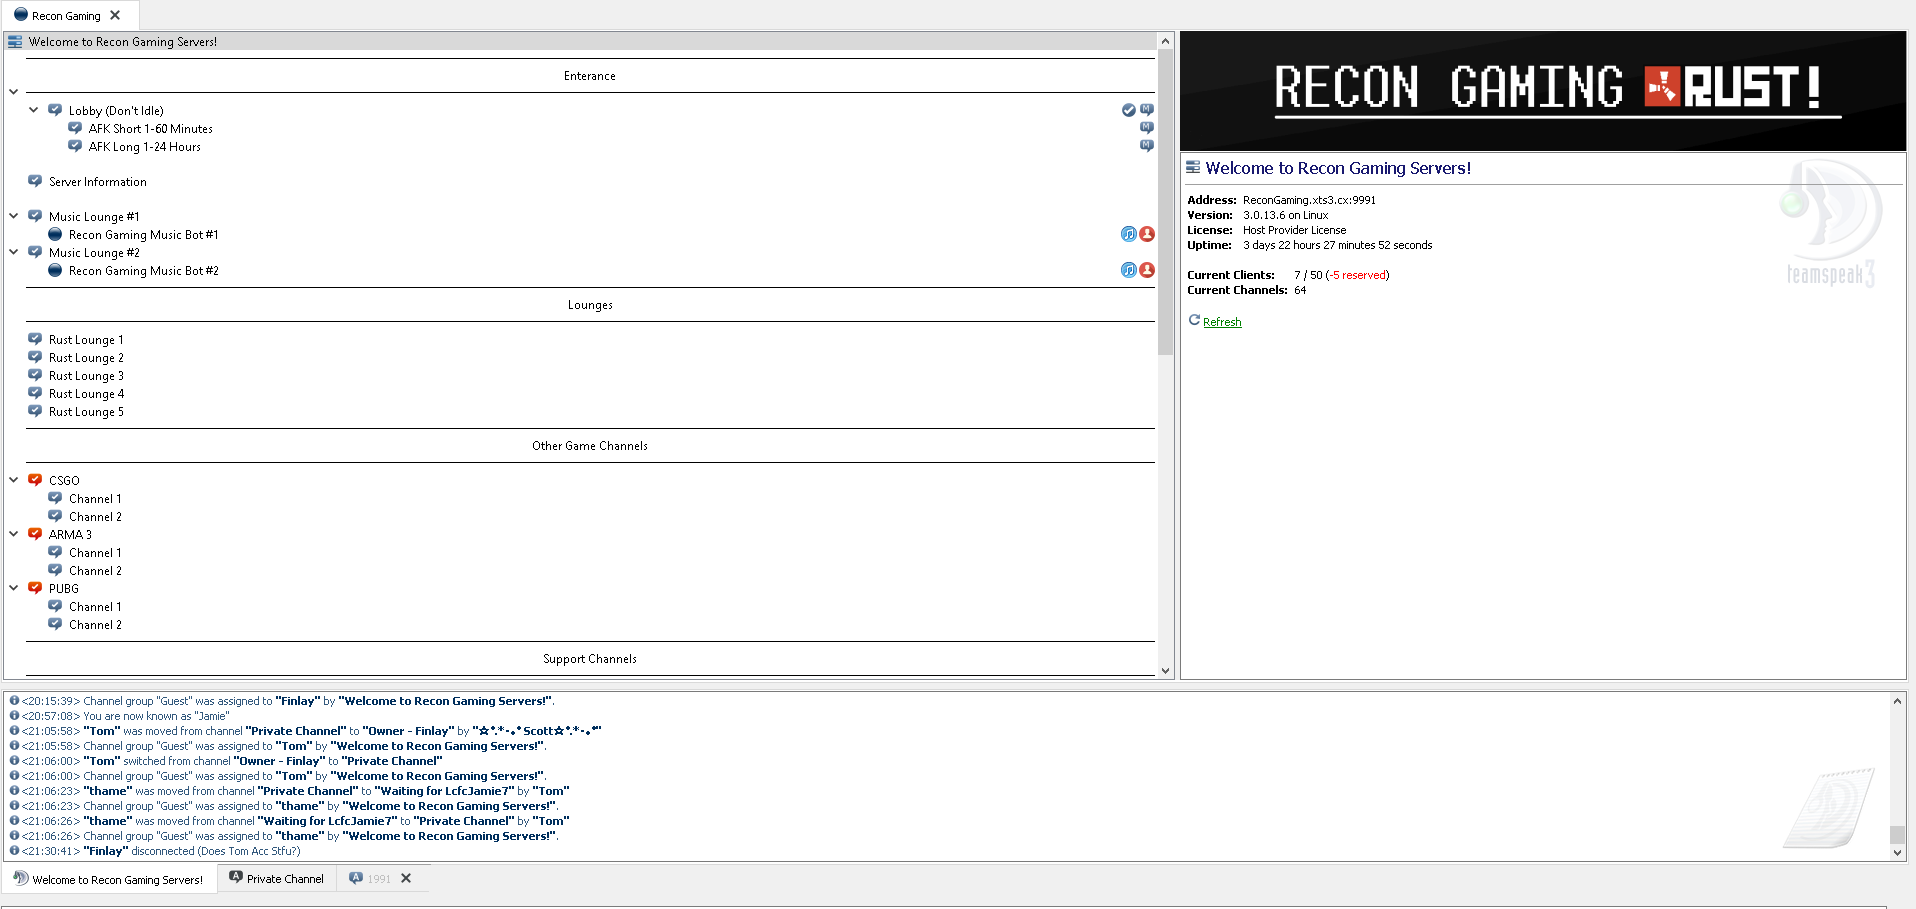 Recon Gaming
Welcome to Recon Gaming Servers!
Enterance
Lobby (Don't Idle)
AFK Short 1-60 Minutes
AFK Long 1-24 Hours
Server Information
Music Lounge #1
Recon Gaming Music Bot #1
Music Lounge #2
Recon Gaming Music Bot #2
Lounges
Rust Lounge 1
Rust Lounge 2
Rust Lounge 3
Rust Lounge 4
Rust Lounge 5
Other Game Channels
CSGO
Channel 1
Channel 2
ARMA 3
Channel 1
Channel 2
PUBG
Channel 1
Channel 2
Support Channels
RECON GAMING RUST!
Welcome to Recon Gaming Servers!
Address: ReconGaming.xts3.cx:9991
Version: 3.0.13.6 on Linux
License: Host Provider License
Uptime: 3 days 22 hours 27 minutes 52 seconds
Current Clients: 7 / 50 (-5 reserved)
Current Channels: 64
Refresh
teamspeak3
<20:15:39> Channel group "Guest" was assigned to "Finlay" by "Welcome to Recon Gaming Servers!".
<20:57:08> You are now known as "Jamie"
<21:05:58> "Tom" was moved from channel "Private Channel" to "Owner - Finlay" by "☆*.*-.*Scott☆*.*-.*"
<21:05:58> Channel group "Guest" was assigned to "Tom" by "Welcome to Recon Gaming Servers!".
<21:06:00> "Tom" switched from channel "Owner - Finlay" to "Private Channel"
<21:06:00> Channel group "Guest" was assigned to "Tom" by "Welcome to Recon Gaming Servers!".
<21:06:23> "thame" was moved from channel "Private Channel" to "Waiting for LcfcJamie7" by "Tom"
<21:06:23> Channel group "Guest" was assigned to "thame" by "Welcome to Recon Gaming Servers!".
<21:06:26> "thame" was moved from channel "Waiting for LcfcJamie7" to "Private Channel" by "Tom"
<21:06:26> Channel group "Guest" was assigned to "thame" by "Welcome to Recon Gaming Servers!".
<21:30:41> "Finlay" disconnected (Does Tom Acc Stfu?)
Welcome to Recon Gaming Servers!
Private Channel
1991